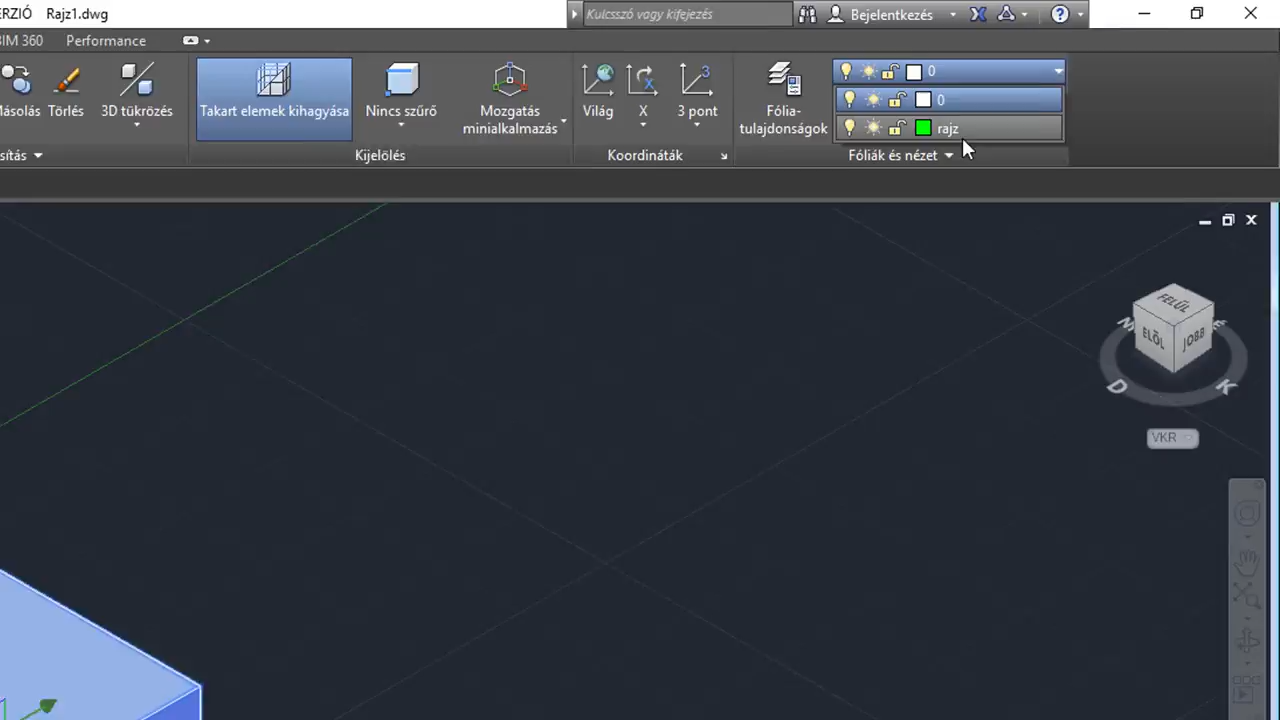 ERZIÓ Rajz1.dwg
Kulcsszó vagy kifejezés
Bejelentkezés
BIM 360 Performance
Másolás
Törlés
3D tükrözés
Takart elemek kihagyása
Nincs szűrő
Mozgatás
minialkalmazás
Világ
X
3
3 pont
Fólia-
tulajdonságok
0
0
rajz
sítás
Kijelölés
Koordináták
Fóliák és nézet
FELÜL
ELÖL
JOBB
D
K
VKR